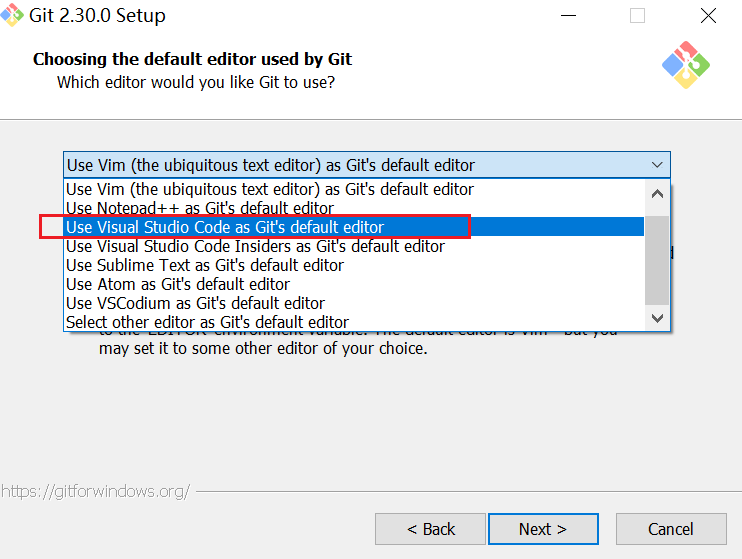 Git 2.30.0 Setup
Choosing the default editor used by Git
Which editor would you like Git to use?
Use Vim (the ubiquitous text editor) as Git's default editor
Use Vim (the ubiquitous text editor) as Git's default editor
Use Notepad++ as Git's default editor
Use Visual Studio Code as Git's default editor
Use Visual Studio Code Insiders as Git's default editor
Use Sublime Text as Git's default editor
Use Atom as Git's default editor
Use VSCodium as Git's default editor
Select other editor as Git's default editor
may set it to some other editor of your choice.
https://gitforwindows.org/
< Back
Next >
Cancel